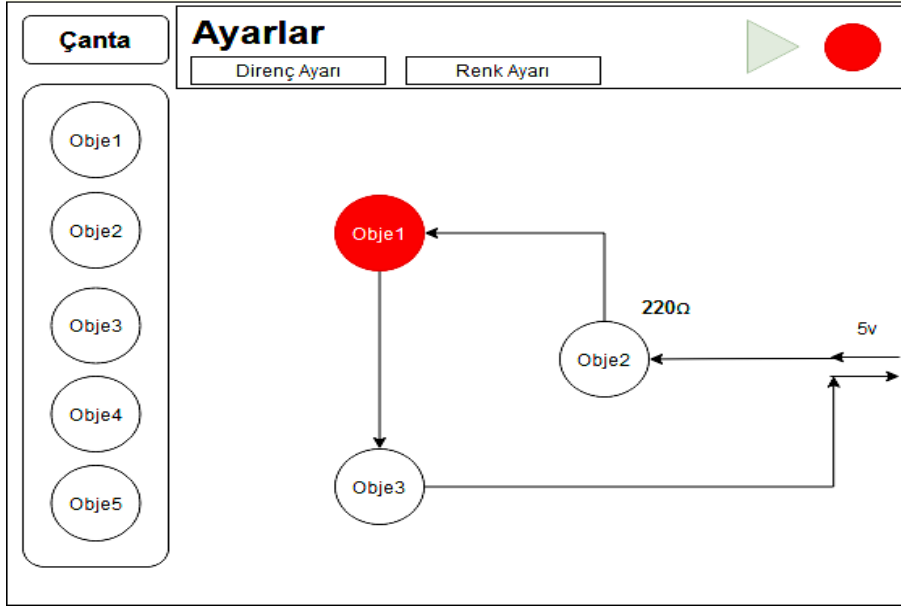 Çanta
Ayarlar
Direnç Ayarı
Renk Ayarı
Obje1
Obje2
Obje3
Obje4
Obje5
Obje1
220Ω
5v
Obje2
Obje3